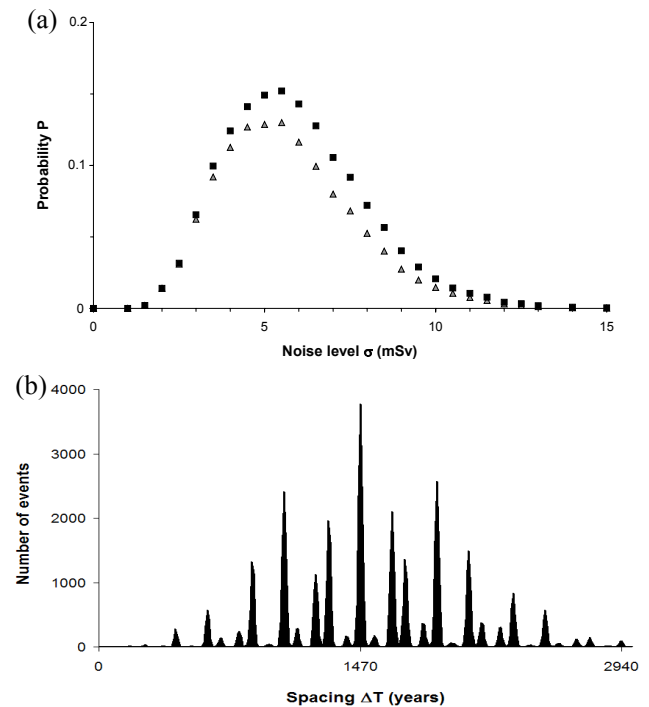 (a)
0.2
0.1
0
Probability P
0 5 10 15
Noise level σ (mSv)
(b)
4000
3000
2000
1000
0
Number of events
0 1470 2940
Spacing ΔT (years)